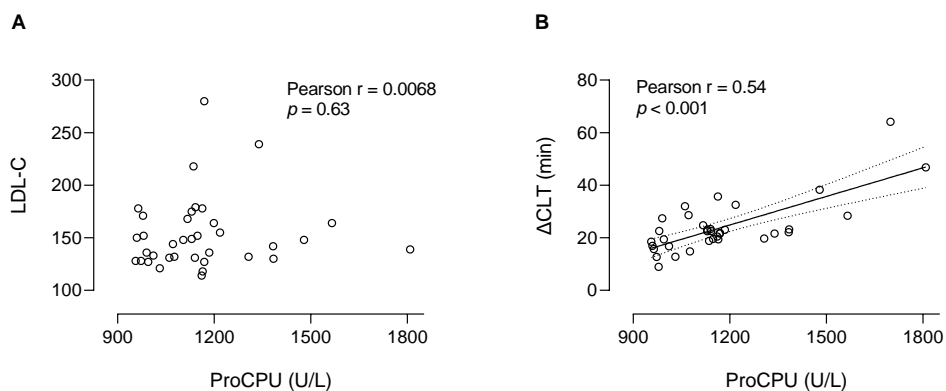 A
300
250
200
150
100
LDL-C
Pearson r = 0.0068
p = 0.63
900
1200
1500
1800
ProCPU (U/L)
B
80
60
40
20
0
ΔCLT (min)
Pearson r = 0.54
p < 0.001
900
1200
1500
1800
ProCPU (U/L)